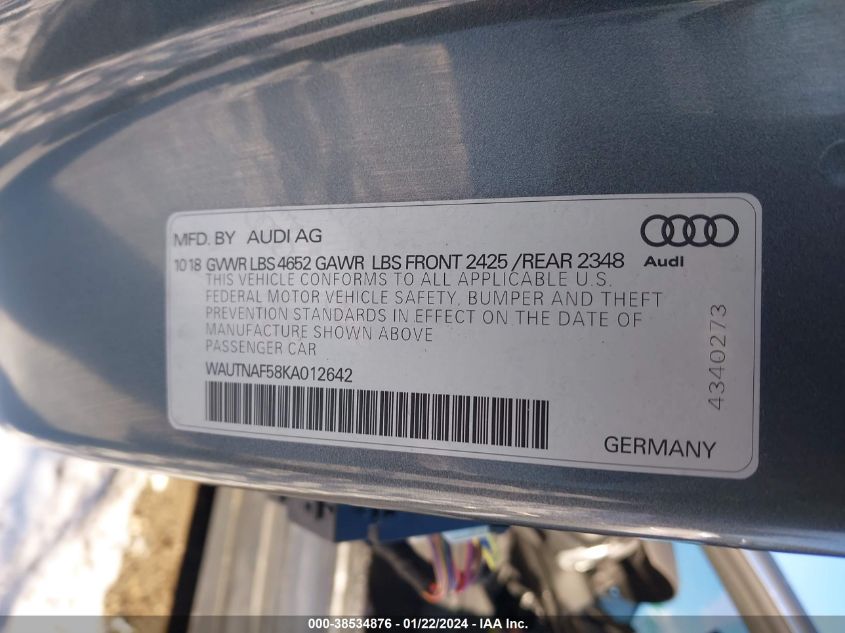 MFD. BY AUDI AG
10 18 GVWR LBS 4652 GAWR LBS FRONT 2425 /REAR 2348
THIS VEHICLE CONFORMS TO ALL APPLICABLE U.S.
FEDERAL MOTOR VEHICLE SAFETY, BUMPER AND THEFT
PREVENTION STANDARDS IN EFFECT ON THE DATE OF
MANUFACTURE SHOWN ABOVE
PASSENGER CAR
WAUTNAF58KA012642
Audi
4340273
GERMANY
000-38534876 - 01/22/2024 - IAA Inc.